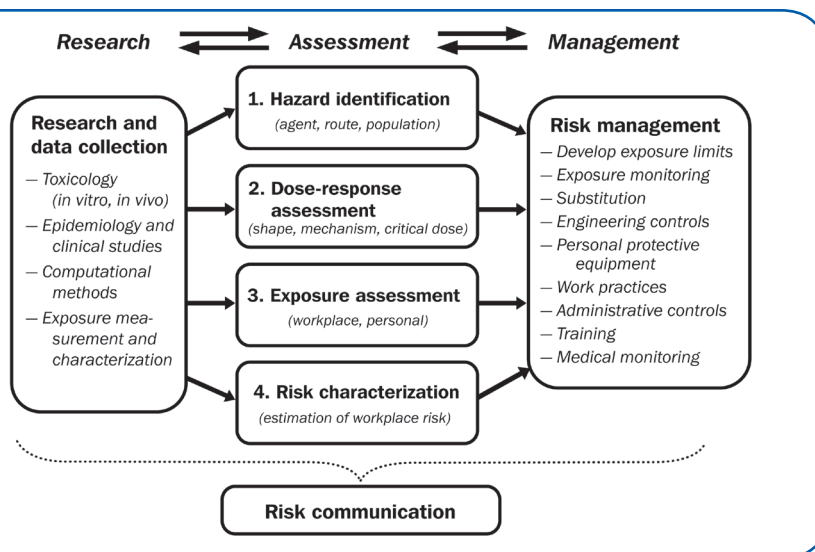 Research
Assessment
Management
Research and
data collection
— Toxicology
(in vitro, in vivo)
— Epidemiology and
clinical studies
— Computational
methods
— Exposure mea-
surement and
characterization
1. Hazard identification
(agent, route, population)
2. Dose-response
assessment
(shape, mechanism, critical dose)
3. Exposure assessment
(workplace, personal)
4. Risk characterization
(estimation of workplace risk)
Risk management
— Develop exposure limits
— Exposure monitoring
— Substitution
— Engineering controls
— Personal protective
equipment
— Work practices
— Administrative controls
— Training
— Medical monitoring
Risk communication